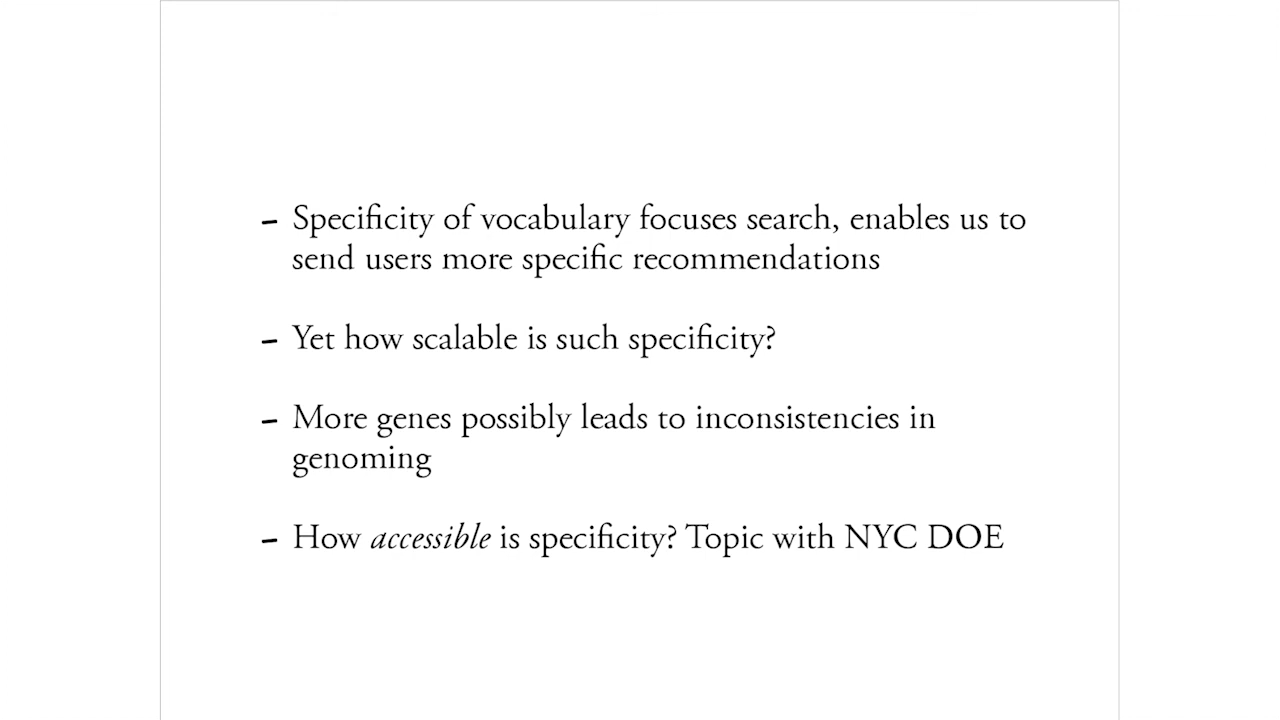 - Specificity of vocabulary focuses search, enables us to
send users more specific recommendations
- Yet how scalable is such specificity?
- More genes possibly leads to inconsistencies in
genoming
- How accessible is specificity? Topic with NYC DOE